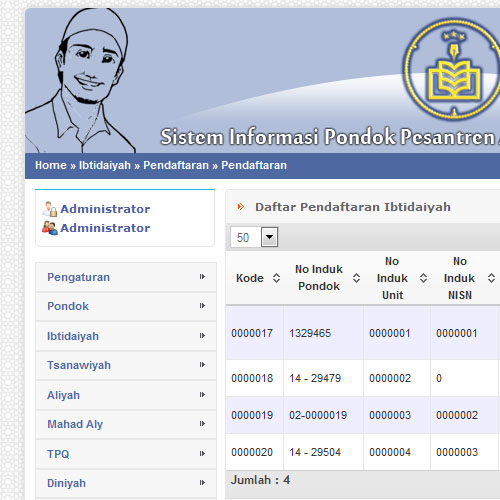 Sistem Informasi Pondok Pesantren
Home » Ibtidaiyah » Pendaftaran » Pendaftaran
Administrator
Administrator
Pengaturan
Pondok
Ibtidaiyah
Tsanawiyah
Aliyah
Mahad Aly
TPQ
Diniyah
Daftar Pendaftaran Ibtidaiyah
50
Kode No Induk Pondok No Induk Unit No Induk NISN
0000017 1329465 0000001 0000001
0000018 14 - 29479 0000002 0
0000019 02-0000019 0000003 0000002
0000020 14 - 29504 0000004 0000003
Jumlah : 4